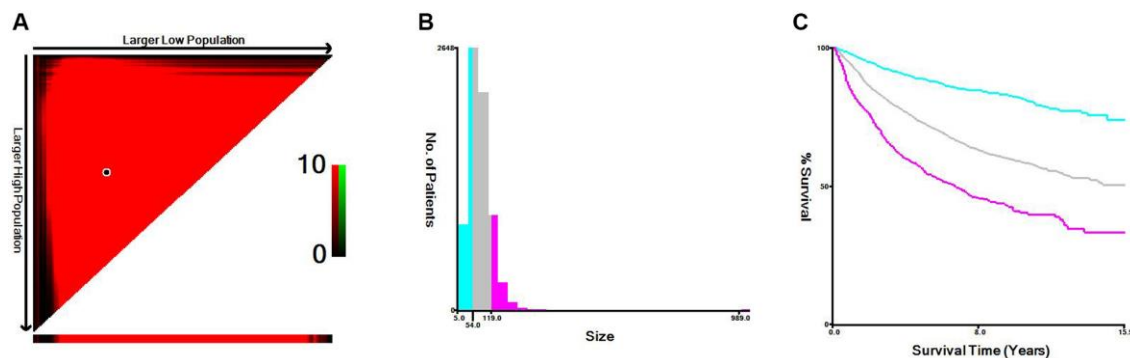 A
Larger Low Population
Larger High Population
10
0
B
2648
No. of Patients
0
5.0
54.0
119.0
989.0
Size
C
100
% Survival
50
0
0.0
8.0
Survival Time (Years)